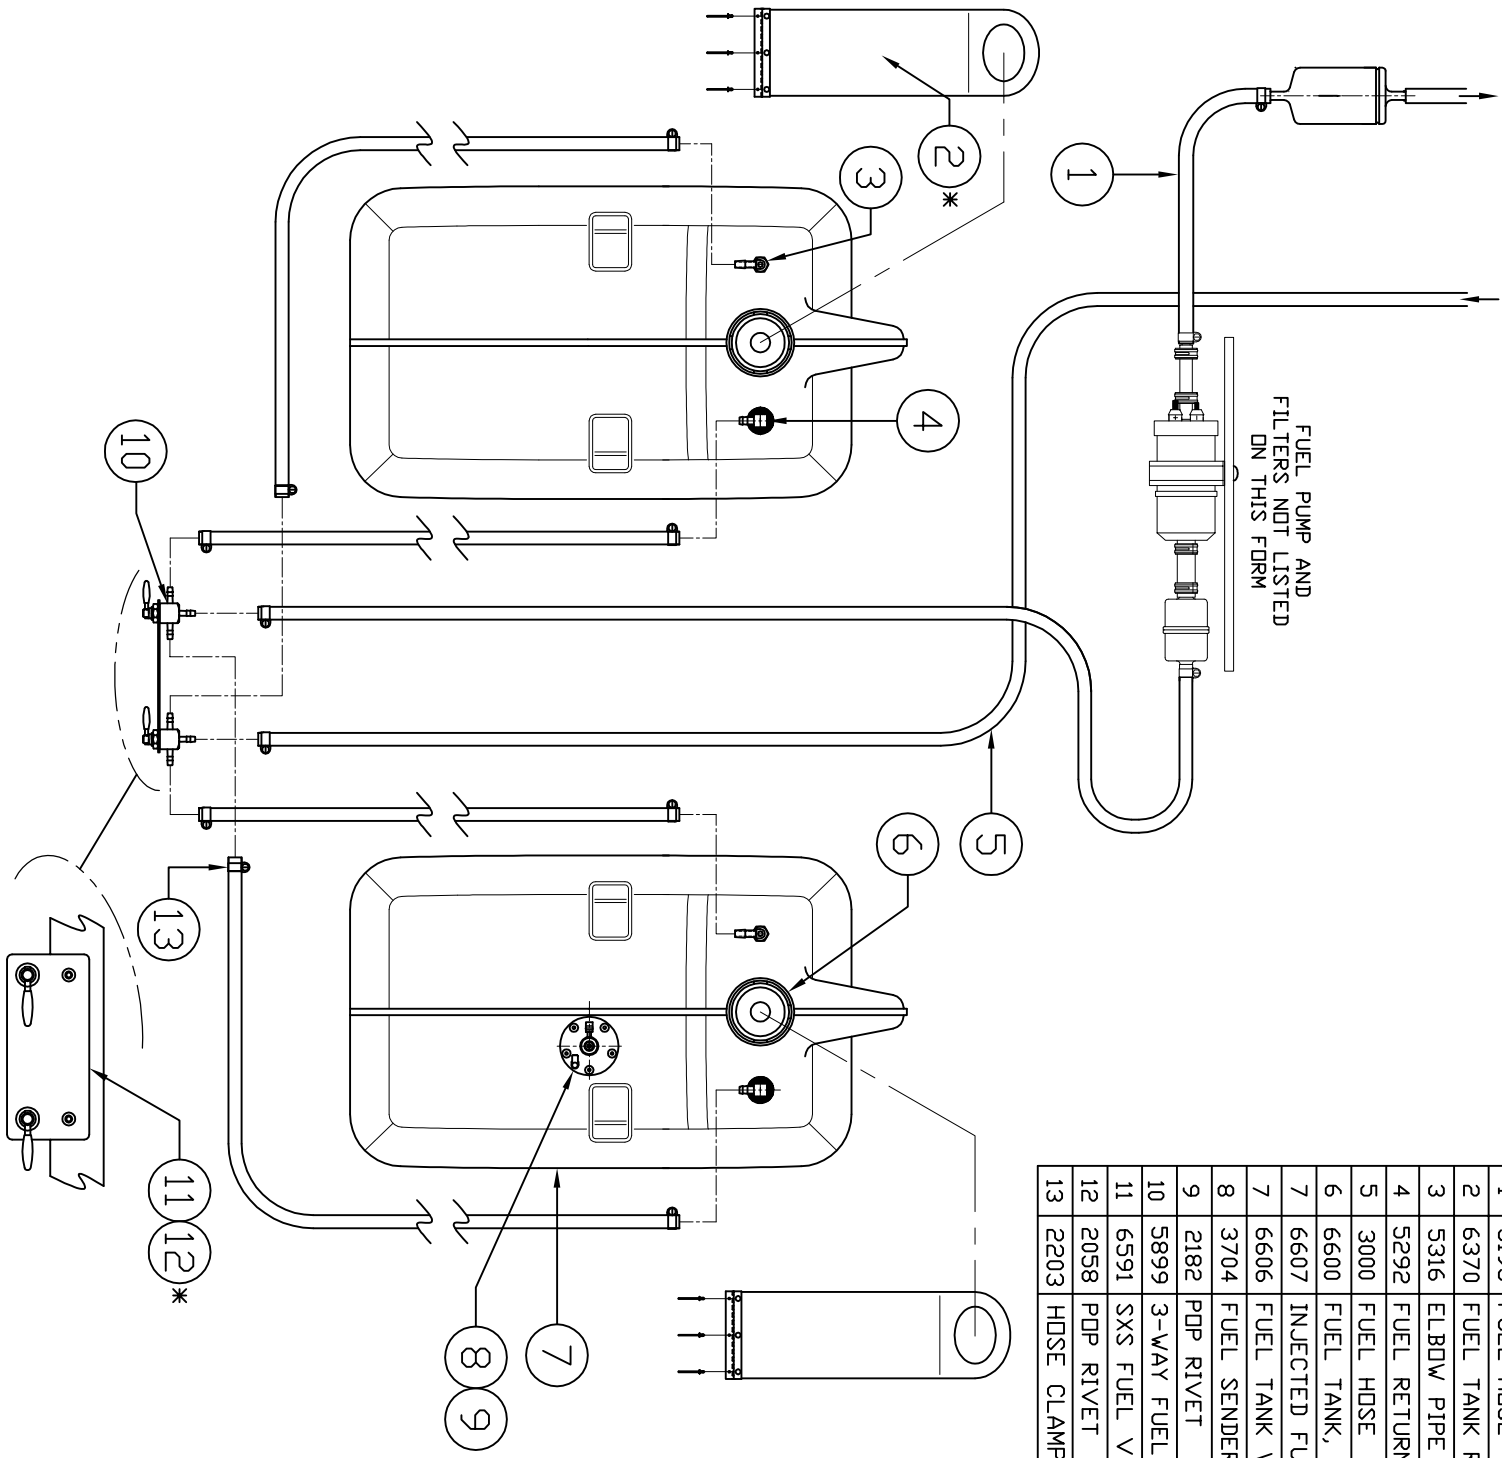 FUEL PUMP AND
FILTERS NOT LISTED
ON THIS FORM
1
2 *
3
4
5
6
7
8
9
10
11
12 *
13
2 6370 FUEL TANK
3 5316 ELBOW PIPE
4 5292 FUEL RETURN
5 3000 FUEL HOSE
6 6600 FUEL TANK,
7 6607 INJECTED
7 6606 FUEL TANK
8 3704 FUEL SENDER
9 2182 POP RIVET
10 5899 3-WAY FUEL
11 6591 SXS FUEL
12 2058 POP RIVET
13 2203 HOSE CLAMP